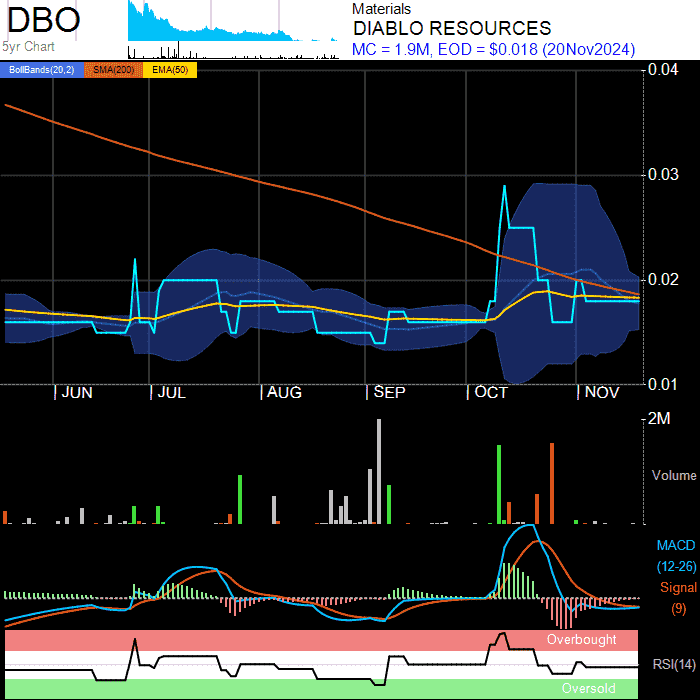 DBO
5yr Chart
Materials
DIABLO RESOURCES
MC = 1.9M, EOD = $0.018 (20Nov2024)
BollBands(20,2) SMA(200) EMA(50)
0.04
0.03
0.02
0.01
JUN JUL AUG SEP OCT NOV
2M
Volume
MACD
(12-26)
Signal
(9)
Overbought
RSI(14)
Oversold